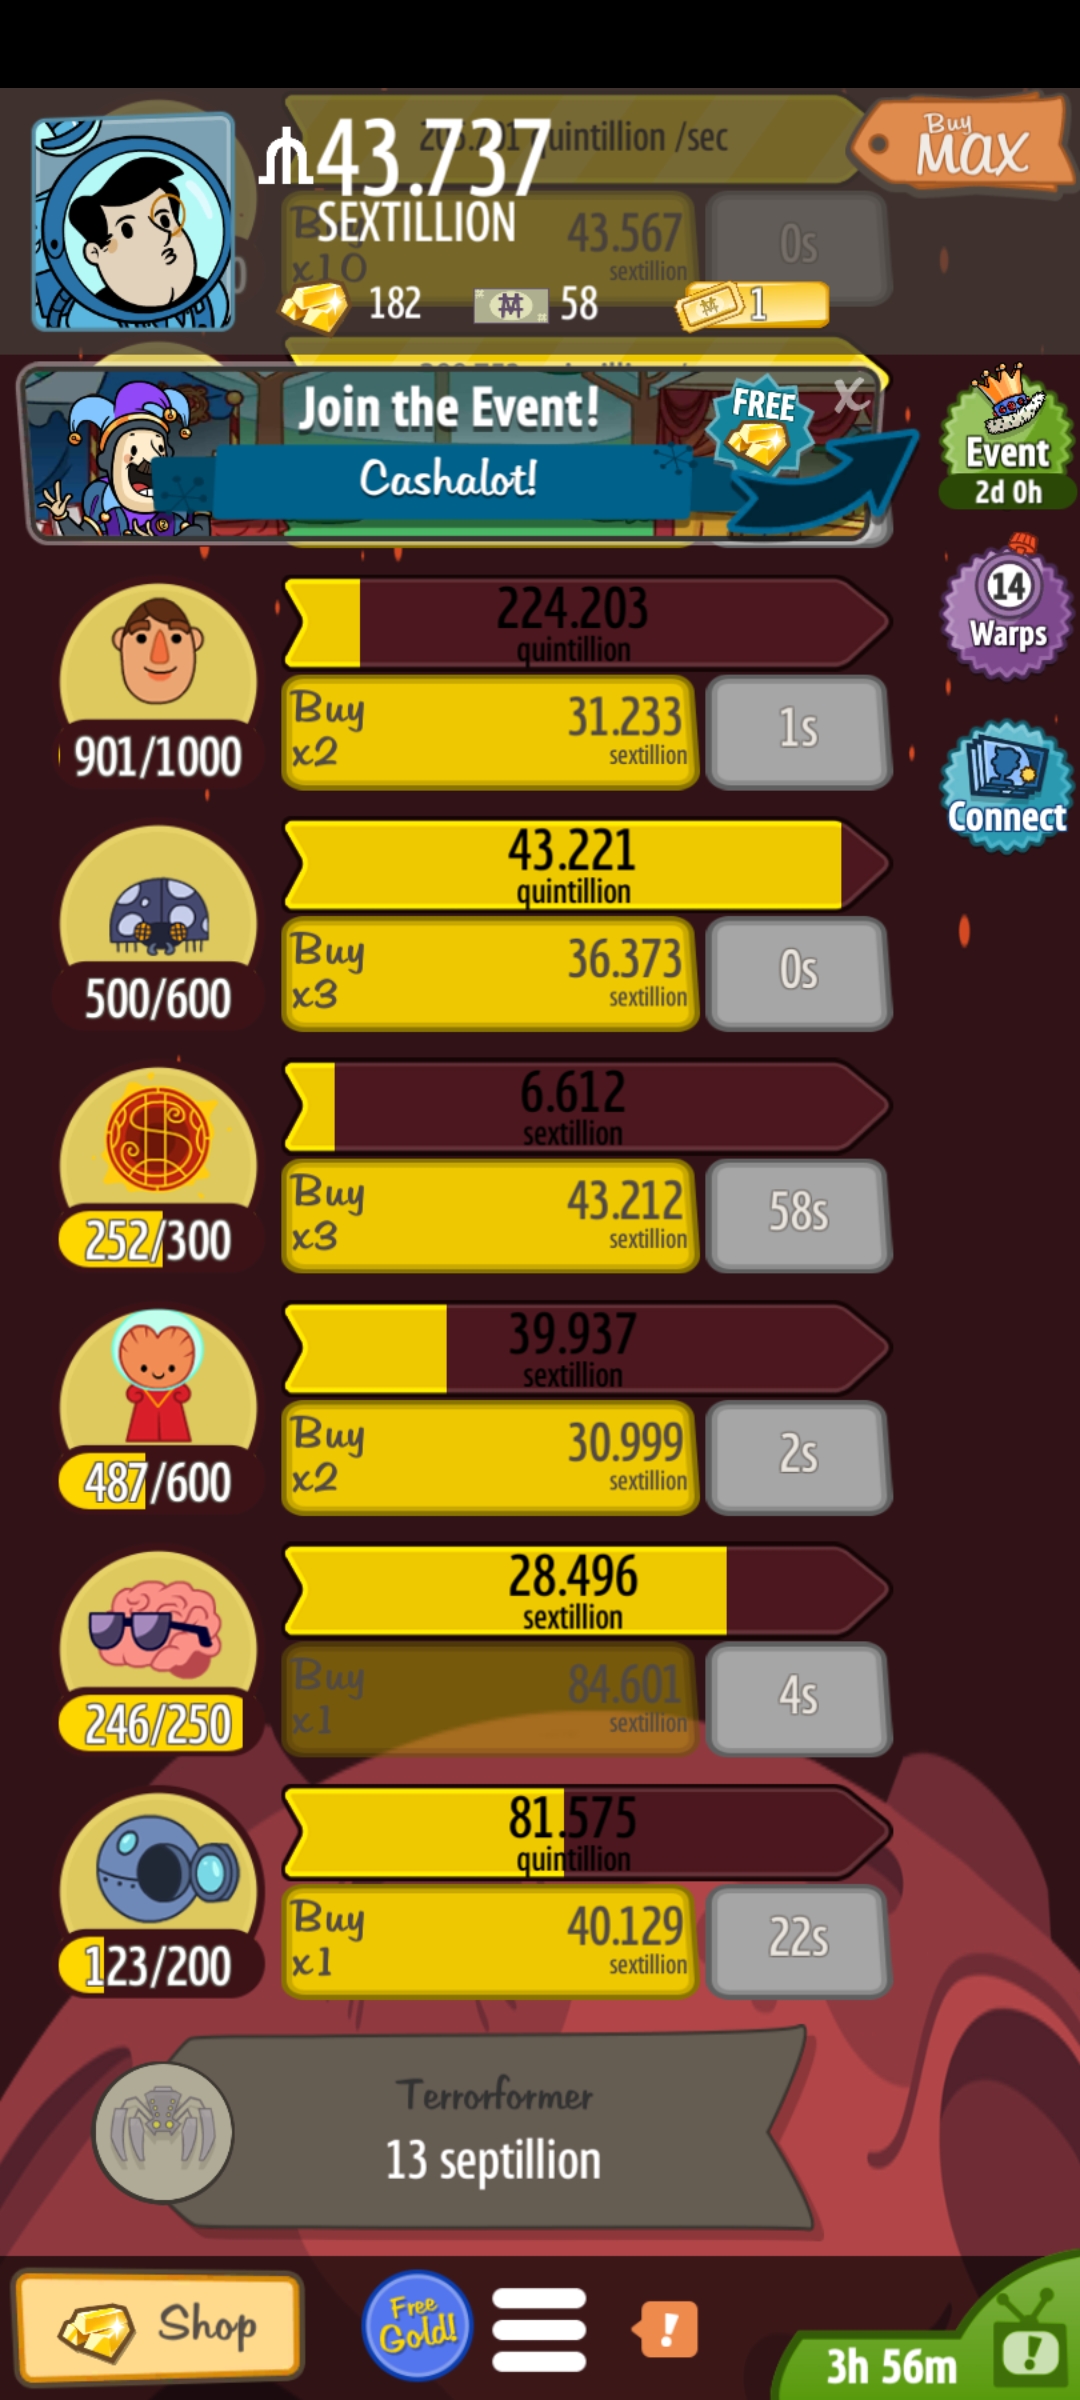 quintillion /sec
₥43.737
SEXTILLION
Buy MAX
Buy x10
43.567 sextillion
0s
182
58
1
Join the Event!
Cashalot!
FREE
X
Event
2d 0h
224.203
quintillion
14
Warps
901/1000
Buy x2
31.233 sextillion
1s
Connect
43.221
quintillion
500/600
Buy x3
36.373 sextillion
0s
6.612
sextillion
252/300
Buy x3
43.212 sextillion
58s
39.937
sextillion
487/600
Buy x2
30.999 sextillion
2s
28.496
sextillion
246/250
Buy x1
84.601 sextillion
4s
81.575
quintillion
123/200
Buy x1
40.129 sextillion
22s
Terrorformer
13 septillion
Shop
Free Gold!
!
3h 56m
!